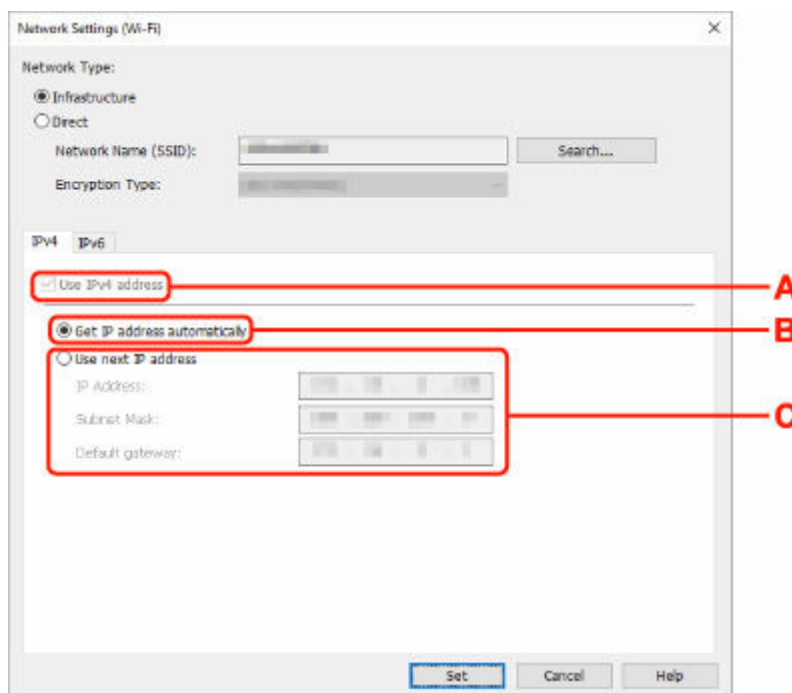 Network Settings (Wi-Fi)
Network Type:
Infrastructure
Direct
Network Name (SSID):
Search...
Encryption Type:
IPv4 IPv6
Use IPv4 address
A
Get IP address automatically
B
Use next IP address
IP Address:
Subnet Mask:
C
Default gateway:
Set Cancel Help